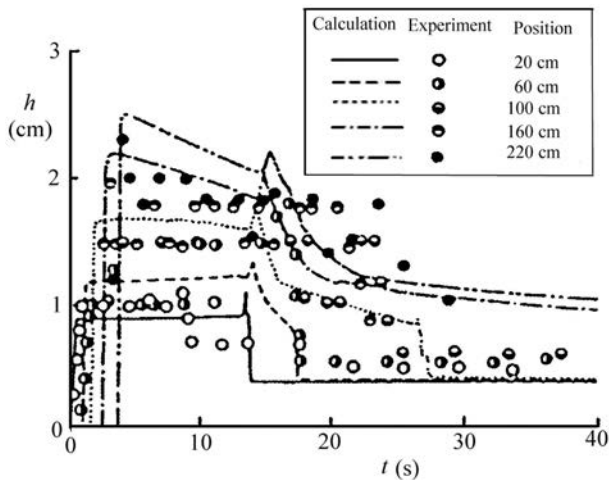 Calculation Experiment Position
20 cm
60 cm
100 cm
160 cm
220 cm
3
h
(cm)
2
1
0
0 10 20 30 40
t (s)